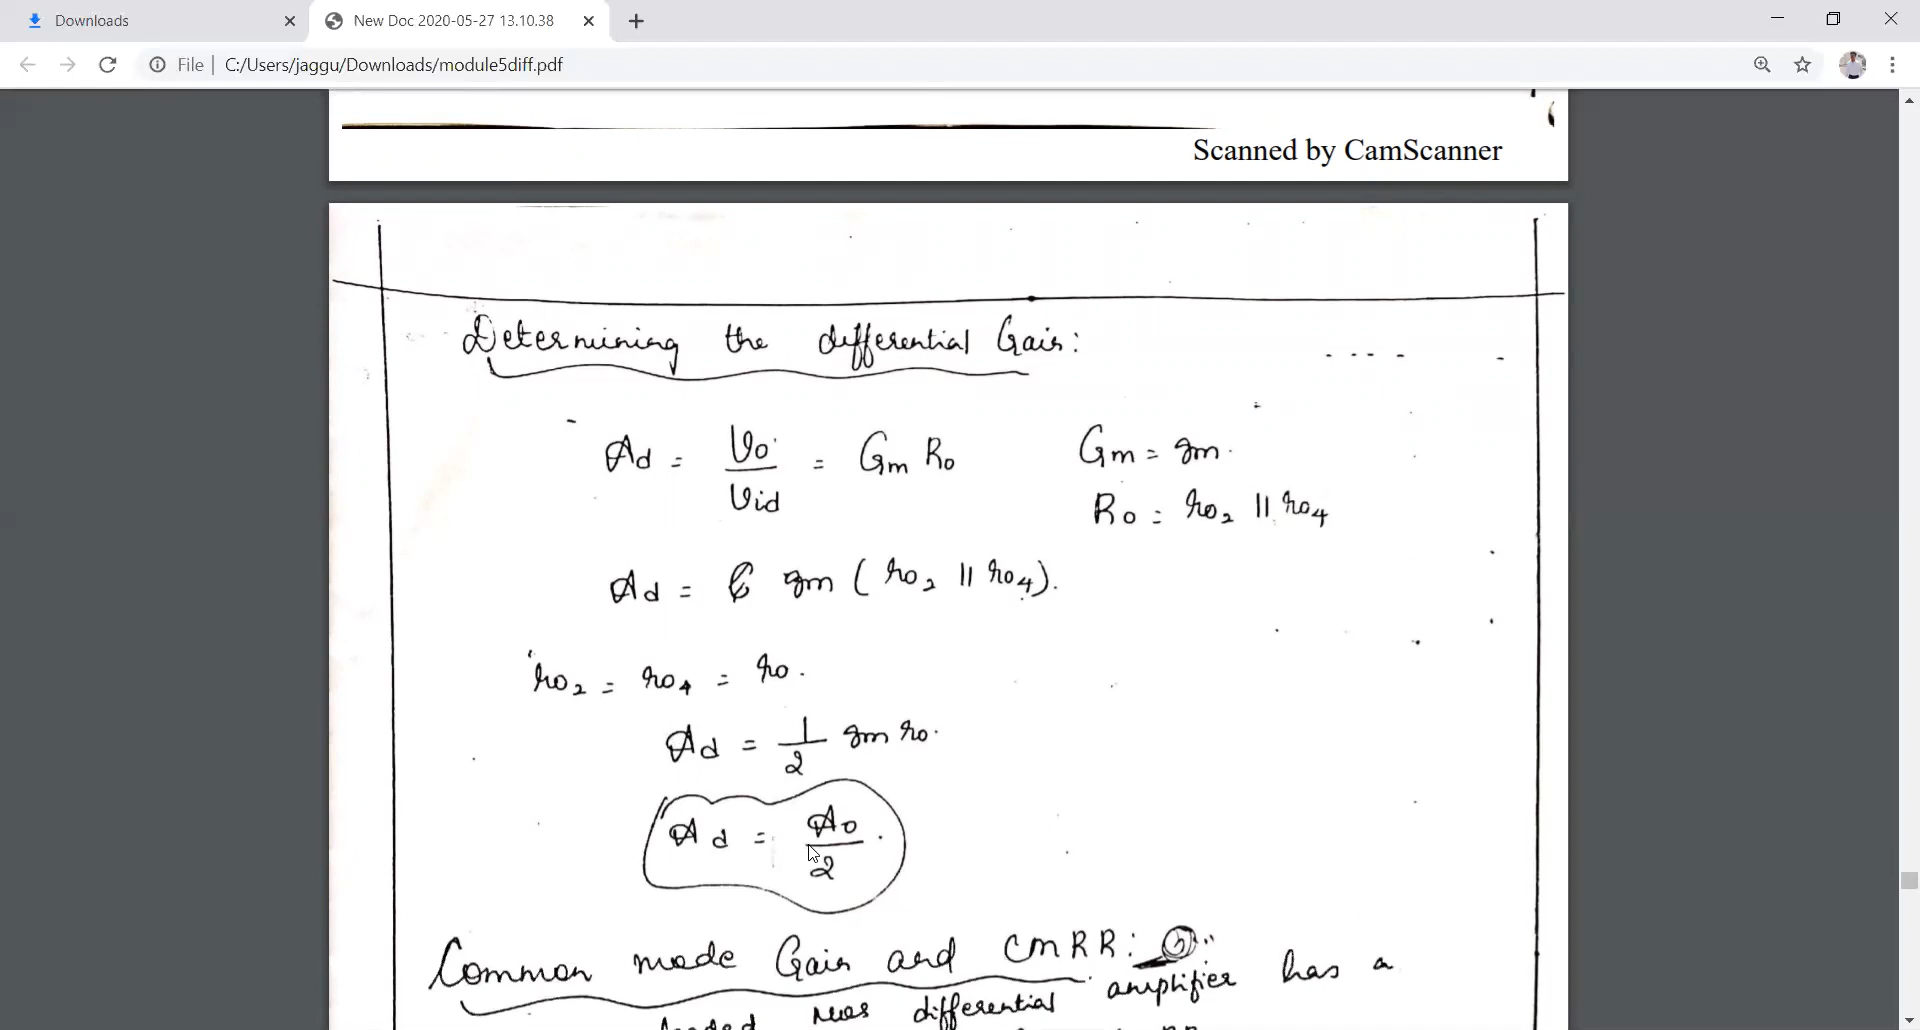 Downloads
New Doc 2020-05-27 13.10.38
File | C:/Users/jaggu/Downloads/module5diff.pdf
Scanned by CamScanner
Determining the differential Gain:
Ad = Vo/Vid = Gm Ro
Gm = gm.
Ro = ro2 || ro4
Ad = gm ( ro2 || ro4 ).
ro2 = ro4 = ro.
Ad = 1/2 gm ro.
Ad = Ao/2.
Common mode Gain and CMRR:
differential amplifier has a